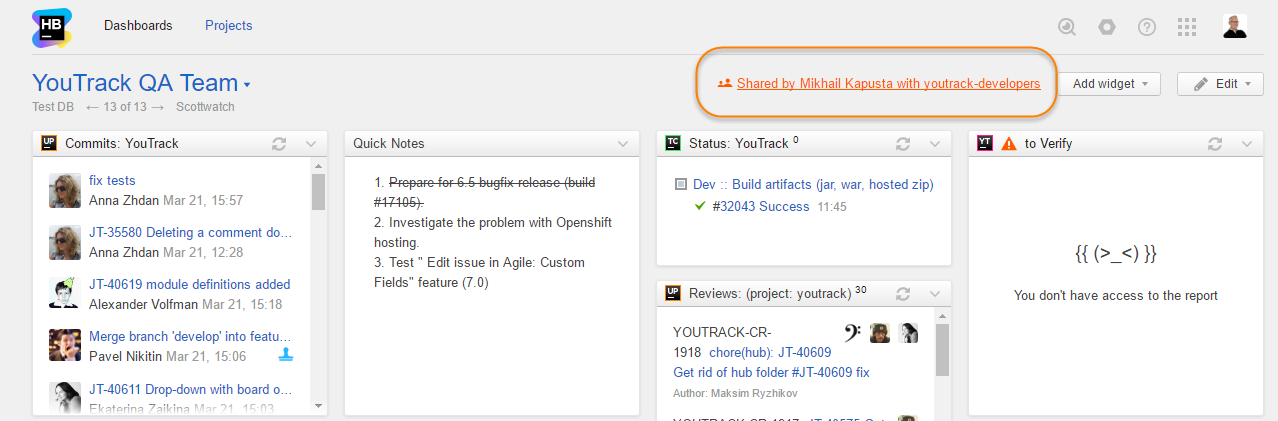 HB
Dashboards
Projects
YouTrack QA Team
Shared by Mikhail Kapusta with youtrack-developers
Add widget
Edit
Test DB ← 13 of 13 → Scottwatch
UP Commits: YouTrack
fix tests
Anna Zhdan Mar 21, 15:57
JT-35580 Deleting a comment do...
Anna Zhdan Mar 21, 12:28
JT-40619 module definitions added
Alexander Volfman Mar 21, 15:18
Merge branch 'develop' into featu...
Pavel Nikitin Mar 21, 15:06
JT-40611 Drop-down with board o...
Ekaterina Zaikina Mar 21, 15:03
Quick Notes
1. Prepare for 6.5 bugfix release (build
#17105).
2. Investigate the problem with Openshift
hosting.
3. Test " Edit issue in Agile: Custom
Fields" feature (7.0)
TC Status: YouTrack 0
Dev :: Build artifacts (jar, war, hosted zip)
#32043 Success 11:45
UP Reviews: (project: youtrack) 30
YOUTRACK-CR-
1918 chore(hub): JT-40609
Get rid of hub folder #JT-40609 fix
Author: Maksim Ryzhikov
YOUTRACK-CR-1917 JT-40575 Get
YT to Verify
{{ (>_<) }}
You don't have access to the report